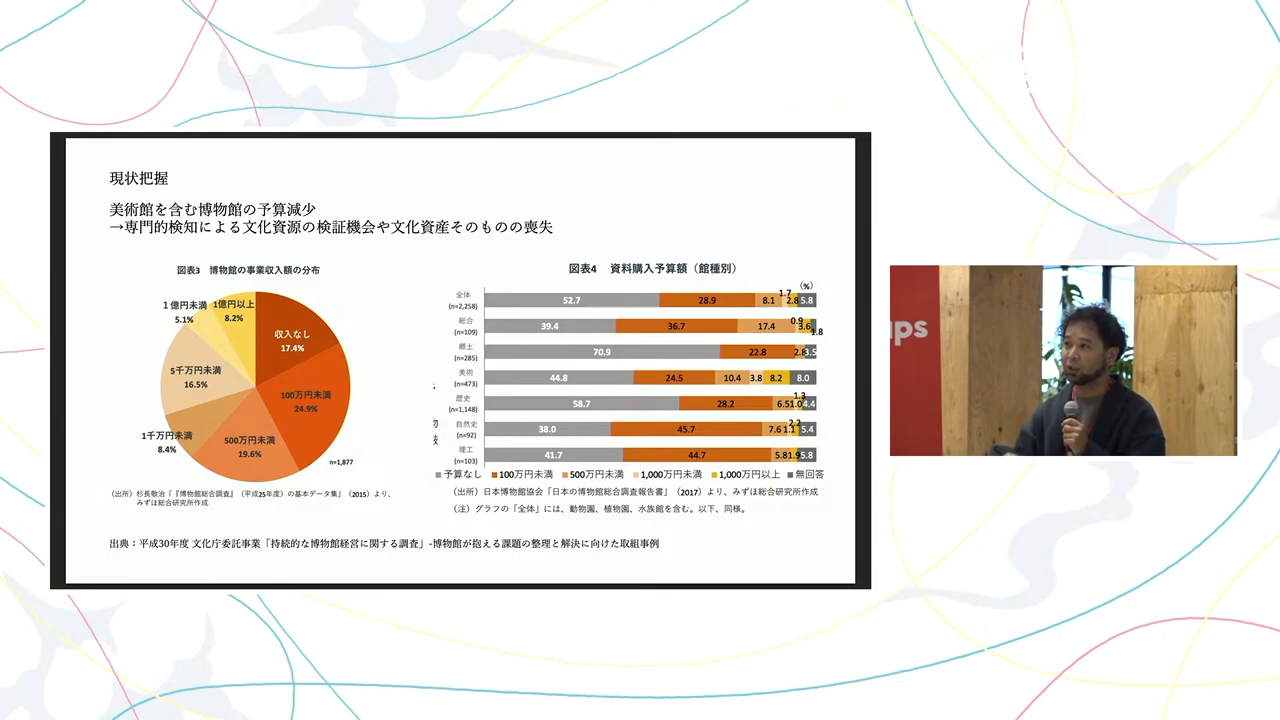 現状把握
美術館を含む博物館の予算減少
→専門的検知による文化資源の検証機会や文化資産そのものの喪失
図表3 博物館の事業収入額の分布
収入なし
17.4%
100万円未満
24.9%
500万円未満
19.6%
1千万円未満
8.4%
5千万円未満
16.5%
1億円未満
5.1%
1億円以上
8.2%
n=1,877
（出所）杉長敬治「『博物館総合調査』（平成25年度）の基本データ集」（2015）より、
みずほ総合研究所作成
図表4 資料購入予算額（館種別）
(%)
全体
(n=2,258)
52.7 28.9 8.1 1.7 2.8 5.8
総合
(n=109)
39.4 36.7 17.4 0.9 3.6 1.8
郷土
(n=285)
70.9 22.8 2.8 3.5
美術
(n=473)
44.8 24.5 10.4 3.8 8.2 8.0
歴史
(n=1,148)
58.7 28.2 6.5 1.0 1.3 4.4
自然史
(n=92)
38.0 45.7 7.6 1.1 2.2 5.4
理工
(n=103)
41.7 44.7 5.8 1.9 5.8
予算なし 100万円未満 500万円未満 1,000万円未満 1,000万円以上 無回答
（出所）日本博物館協会「日本の博物館総合調査報告書」（2017）より、みずほ総合研究所作成
（注）グラフの「全体」には、動物園、植物園、水族館を含む。以下、同様。
出典：平成30年度 文化庁委託事業「持続的な博物館経営に関する調査」-博物館が抱える課題の整理と解決に向けた取組事例
ups